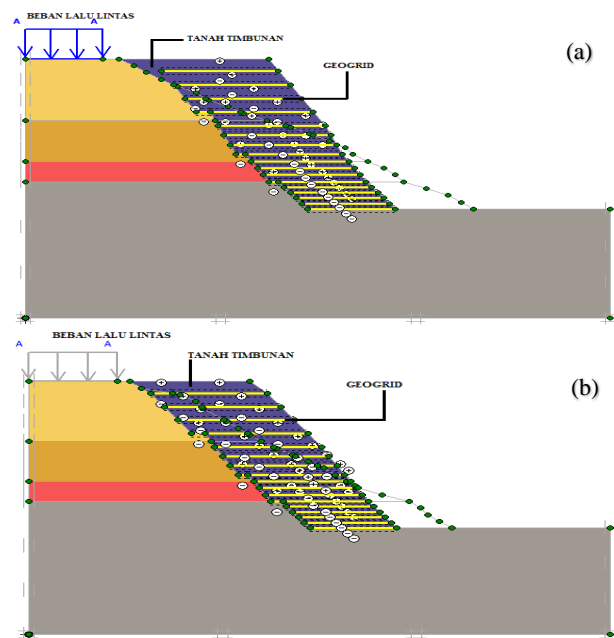 BEBAN LALU LINTAS
A A
TANAH TIMBUNAN
(a)
GEOGRID
BEBAN LALU LINTAS
A A
TANAH TIMBUNAN
GEOGRID
(b)